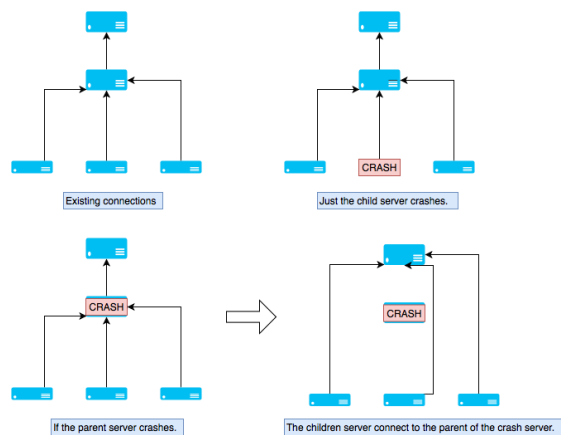 Existing connections
CRASH
Just the child server crashes.
CRASH
If the parent server crashes.
CRASH
The children server connect to the parent of the crash server.